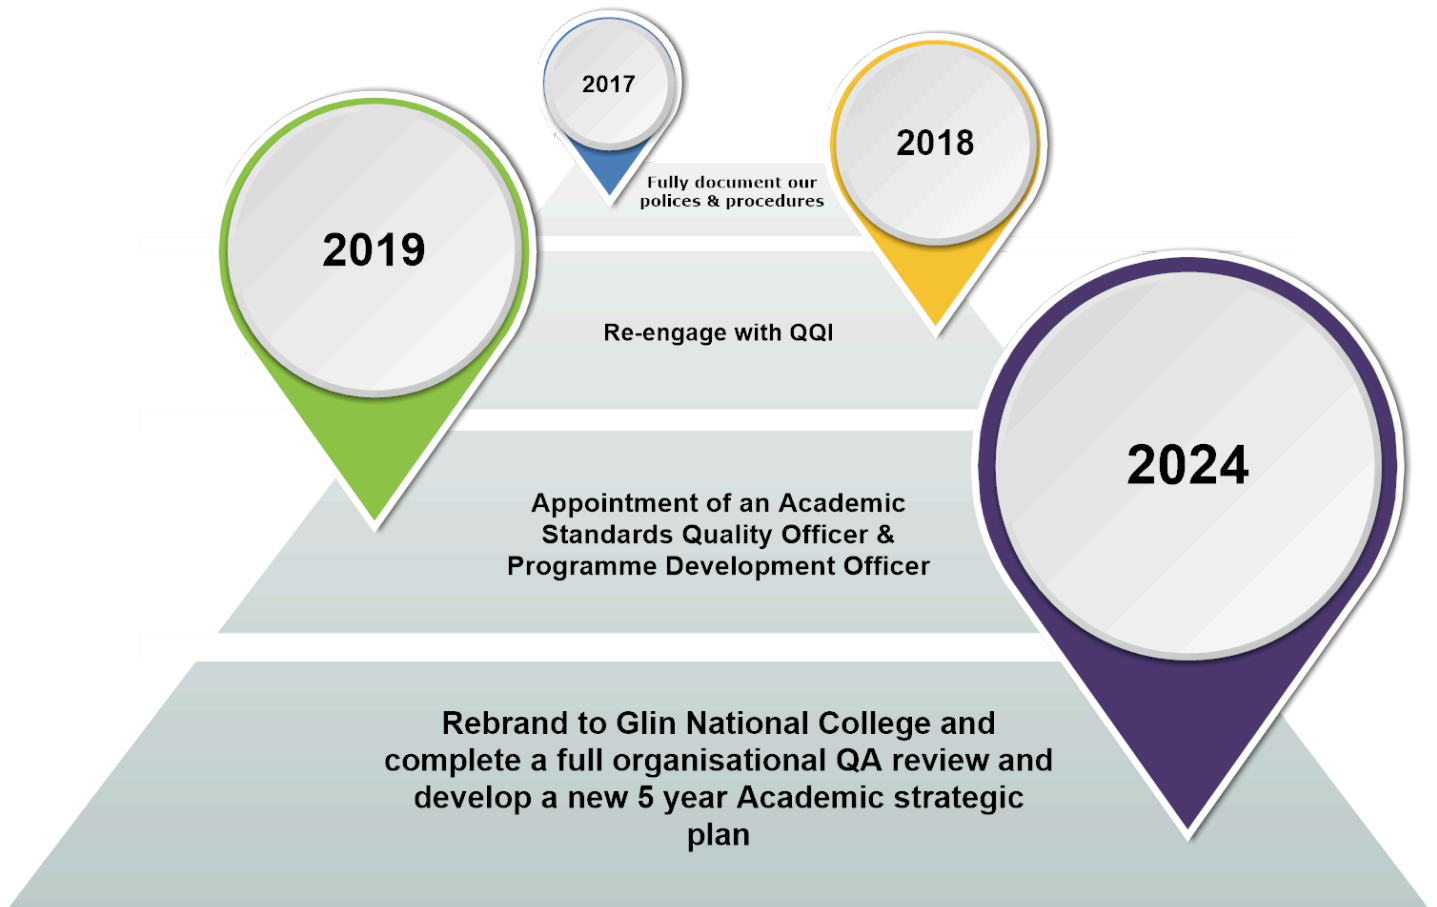 2017
Fully document our
polices & procedures
2018
Re-engage with QQI
2019
Appointment of an Academic
Standards Quality Officer &
Programme Development Officer
2024
Rebrand to Glin National College and
complete a full organisational QA review and
develop a new 5 year Academic strategic
plan